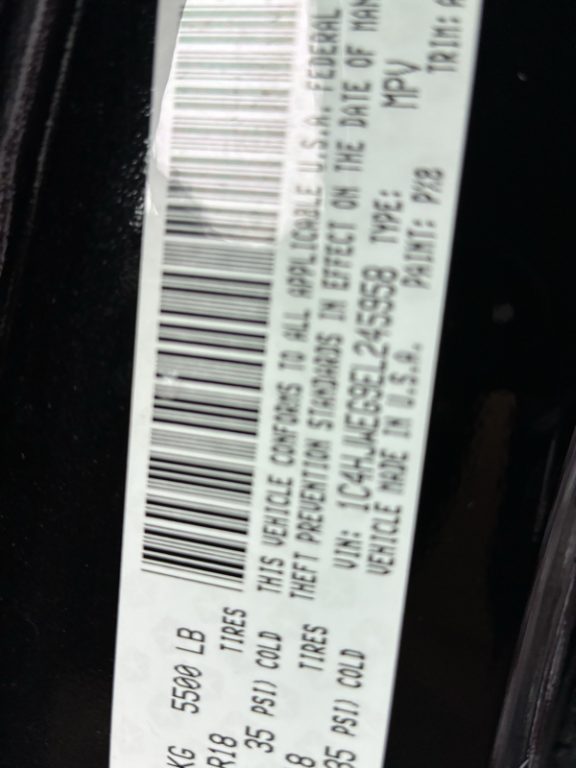 KG 5500 LB
R18 TIRES
35 PSI) COLD
8 TIRES
35 PSI) COLD
THIS VEHICLE CONFORMS TO ALL APPLICABLE U.S.A. FEDERAL
THEFT PREVENTION STANDARDS IN EFFECT ON THE DATE OF MAN
VIN: 1C4HJWEG9EL245958 TYPE: MPV
VEHICLE MADE IN U.S.A. PAINT: PX8 TRIM: A